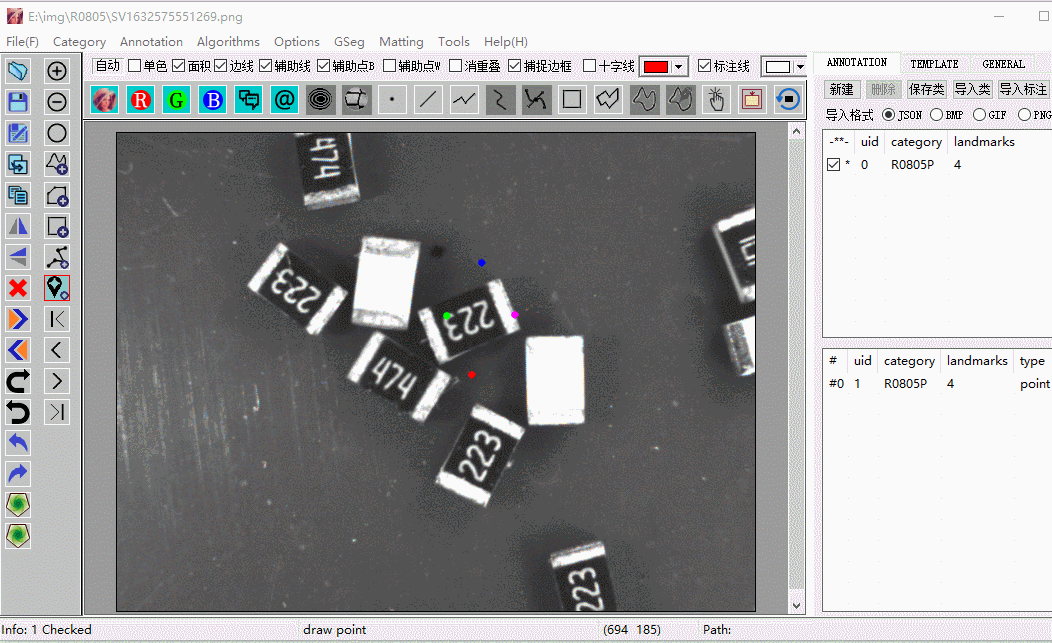 E:\img\R0805\SV1632575551269.png
File(F) Category Annotation Algorithms Options GSeg Matting Tools Help(H)
自动 单色 面积 边线 辅助线 辅助点B 辅助点W 消重叠 捕捉边框 十字线 标注线
R G B @
ANNOTATION TEMPLATE GENERAL
新建 删除 保存类 导入类 导入标注
导入格式 JSON BMP GIF PNG
-**- uid category landmarks
* 0 R0805P 4
# uid category landmarks type
#0 1 R0805P 4 point
474
223
223
474
223
223
Info: 1 Checked draw point (694 185) Path: